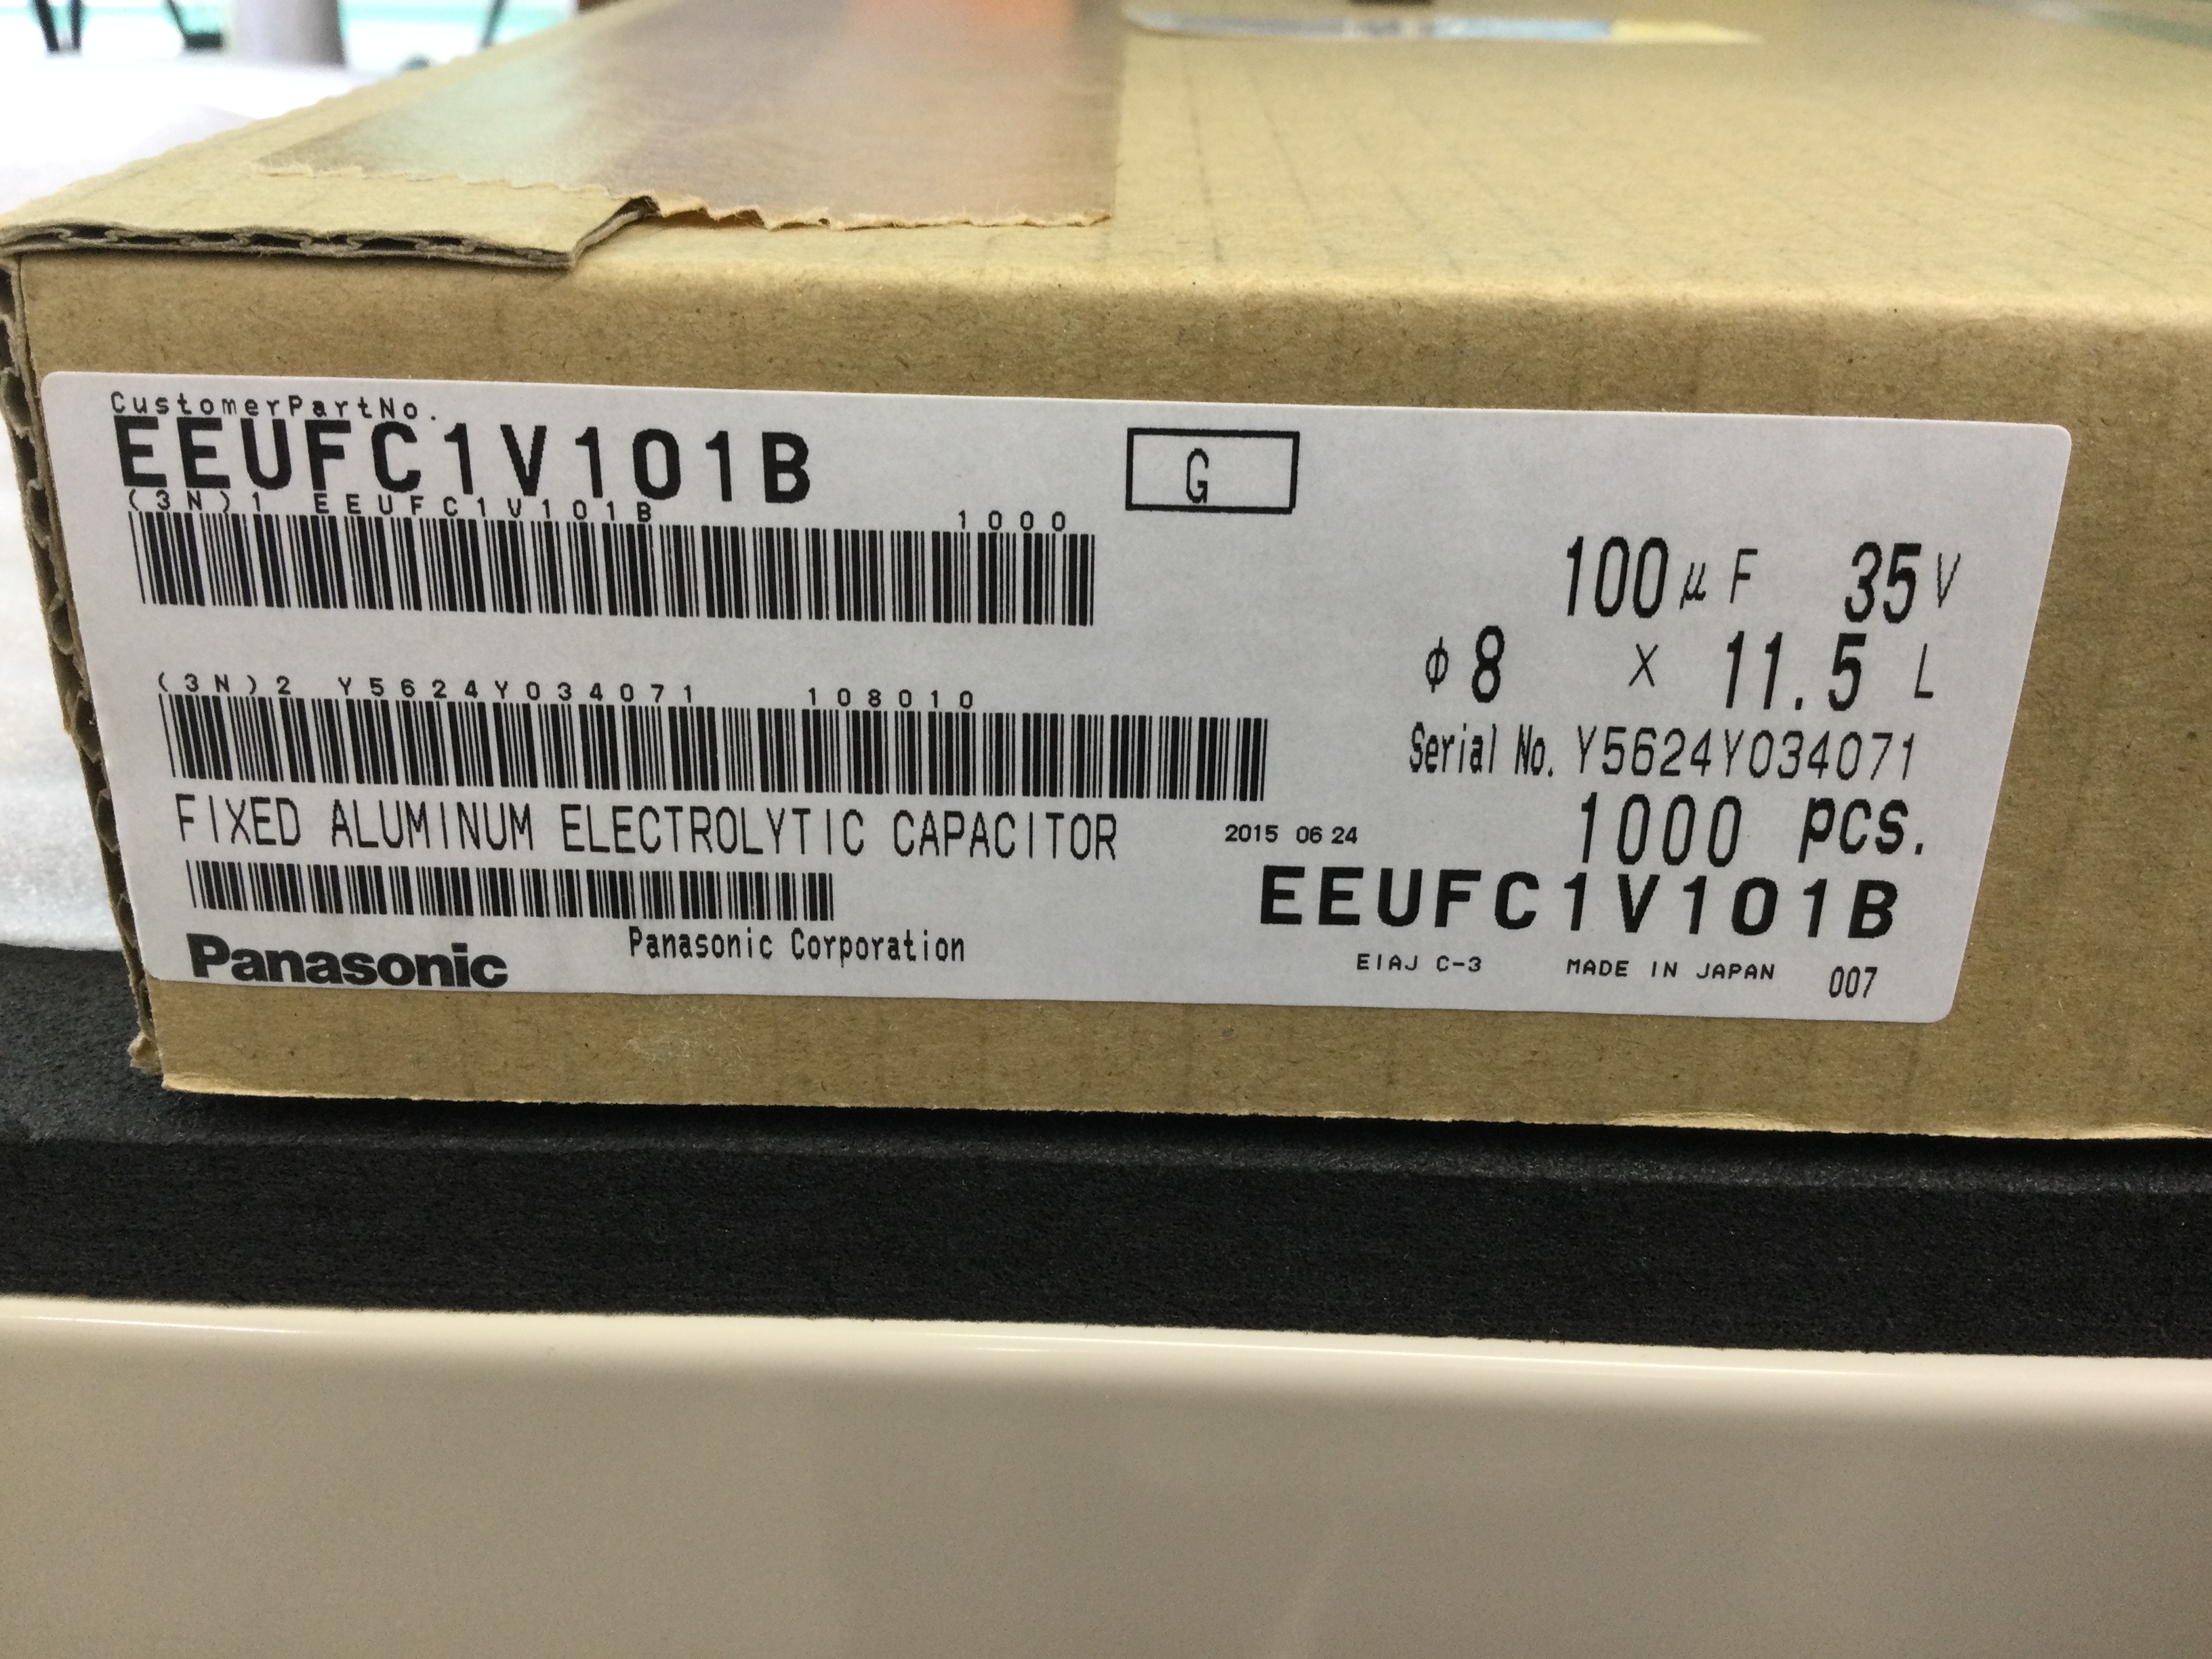 CustomerPartNo.
EEUFC1V101B
G
(3N)1 EEUFC1V101B 1000
100μF 35V
φ8 × 11.5 L
(3N)2 Y5624Y034071 108010
Serial No. Y5624Y034071
FIXED ALUMINUM ELECTROLYTIC CAPACITOR
2015 06 24
1000 pcs.
EEUFC1V101B
Panasonic
Panasonic Corporation
EIAJ C-3 MADE IN JAPAN 007